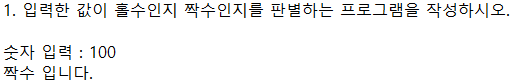 1. 입력한 값이 홀수인지 짝수인지를 판별하는 프로그램을 작성하시오.
숫자 입력 : 100
짝수 입니다.